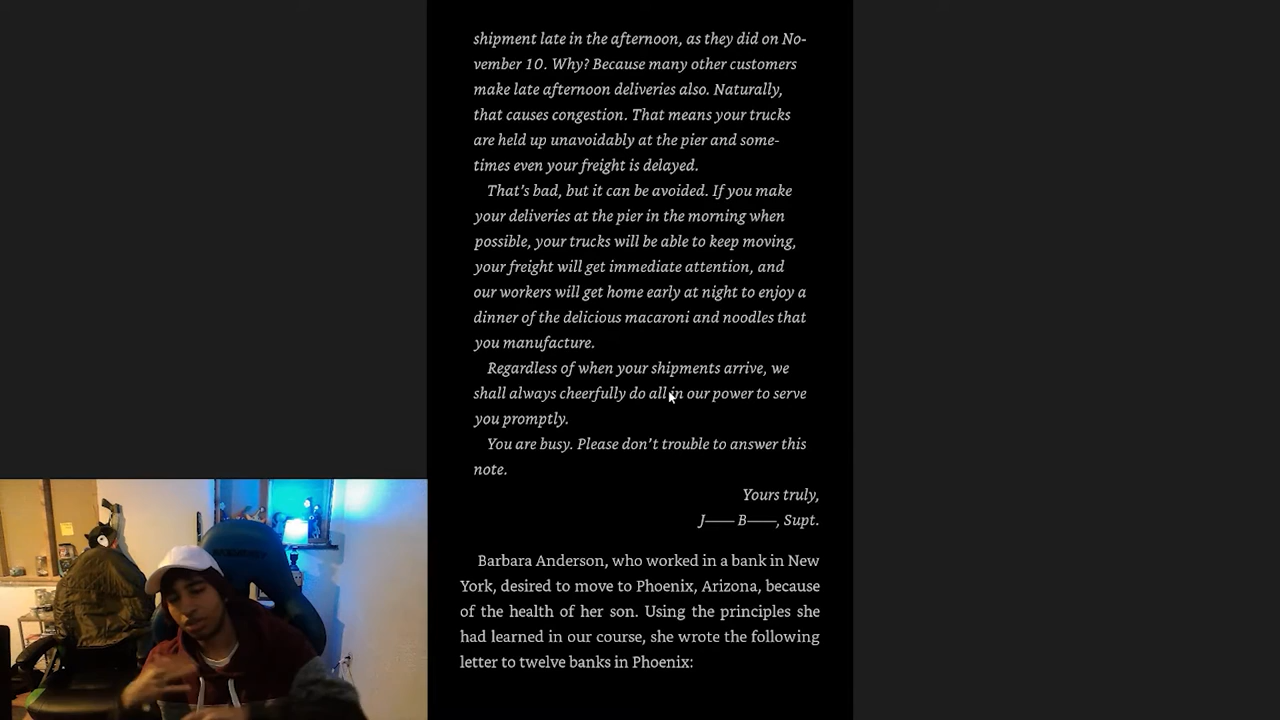 shipment late in the afternoon, as they did on No-
vember 10. Why? Because many other customers
make late afternoon deliveries also. Naturally,
that causes congestion. That means your trucks
are held up unavoidably at the pier and some-
times even your freight is delayed.
That's bad, but it can be avoided. If you make
your deliveries at the pier in the morning when
possible, your trucks will be able to keep moving,
your freight will get immediate attention, and
our workers will get home early at night to enjoy a
dinner of the delicious macaroni and noodles that
you manufacture.
Regardless of when your shipments arrive, we
shall always cheerfully do all in our power to serve
you promptly.
You are busy. Please don't trouble to answer this
note.
Yours truly,
J—— B——, Supt.
Barbara Anderson, who worked in a bank in New
York, desired to move to Phoenix, Arizona, because
of the health of her son. Using the principles she
had learned in our course, she wrote the following
letter to twelve banks in Phoenix: